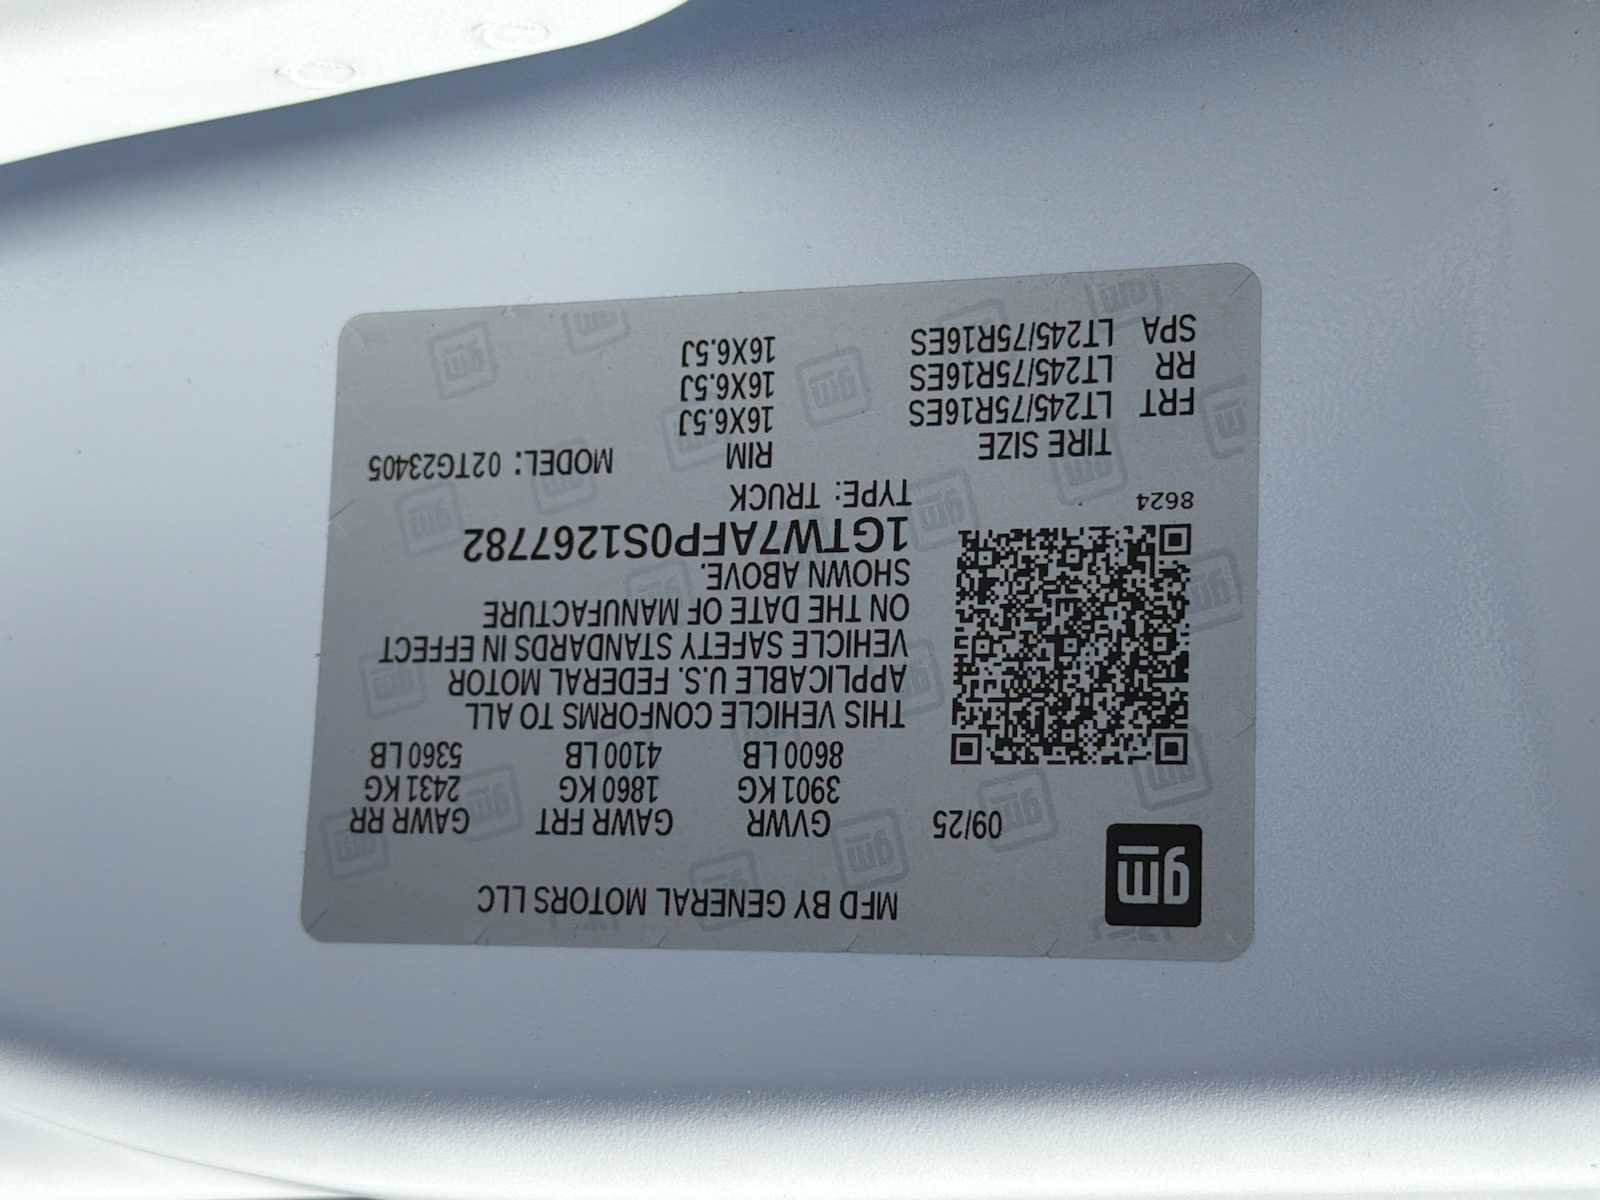 gm
MFD BY GENERAL MOTORS LLC
09/25 GVWR GAWR FRT GAWR RR
3901 KG 1860 KG 2431 KG
8600 LB 4100 LB 5360 LB
THIS VEHICLE CONFORMS TO ALL
APPLICABLE U.S. FEDERAL MOTOR
VEHICLE SAFETY STANDARDS IN EFFECT
ON THE DATE OF MANUFACTURE
SHOWN ABOVE.
1GTW7AFP0S1267782
8624 TYPE: TRUCK
TIRE SIZE RIM MODEL: 02TG23405
FRT LT245/75R16ES 16X6.5J
RR LT245/75R16ES 16X6.5J
SPA LT245/75R16ES 16X6.5J